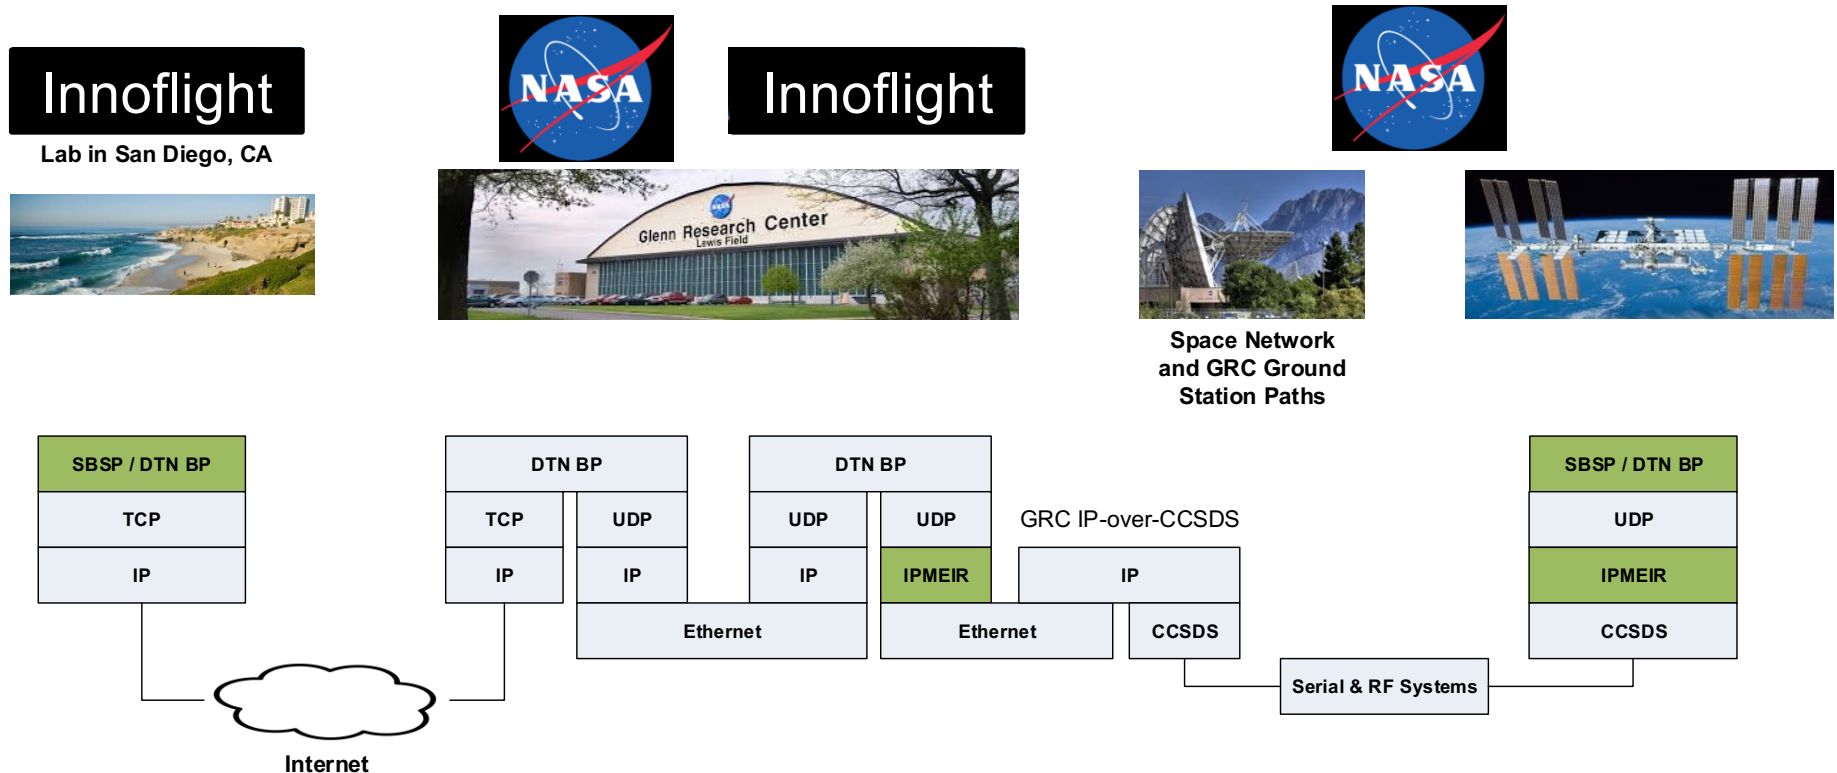 Innoflight
Lab in San Diego, CA
NASA
Innoflight
NASA
NASA
Glenn Research Center
Lewis Field
Space Network
and GRC Ground
Station Paths
SBSP / DTN BP
TCP
IP
DTN BP
TCP
UDP
IP
IP
DTN BP
UDP
UDP
IP
IPMEIR
Ethernet
Ethernet
GRC IP-over-CCSDS
IP
CCSDS
Serial & RF Systems
SBSP / DTN BP
UDP
IPMEIR
CCSDS
Internet